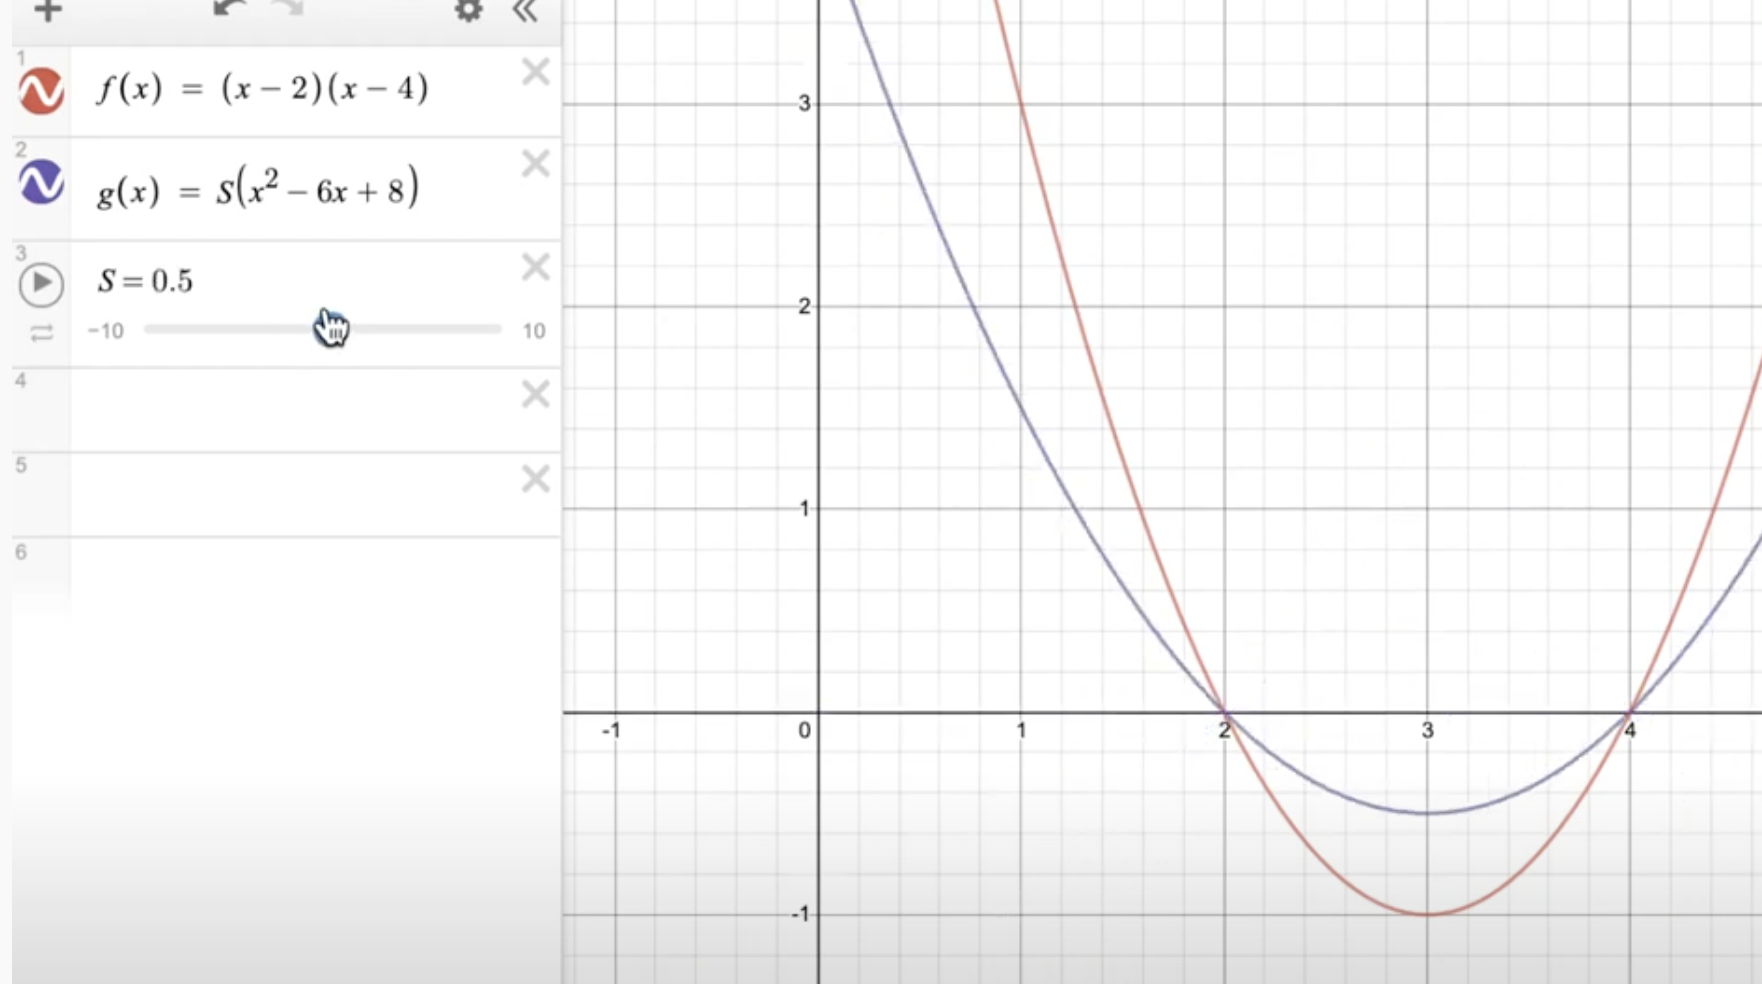 1
f(x) = (x − 2)(x − 4)
2
g(x) = S(x² − 6x + 8)
3
S = 0.5
−10 10
4
5
6
3
2
1
-1 0 1 2 3 4
-1